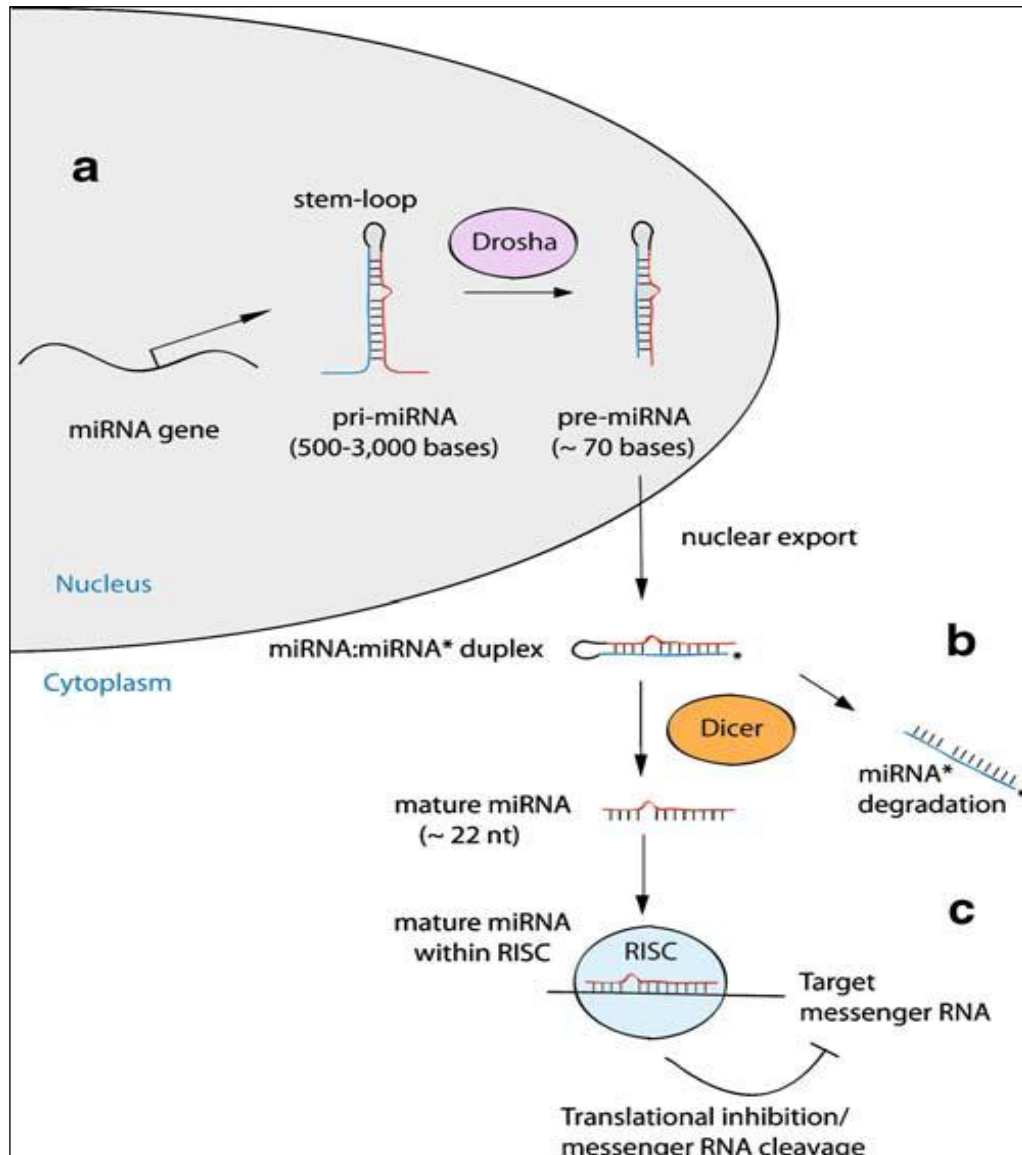 a
stem-loop
Drosha
miRNA gene
pri-miRNA
(500-3,000 bases)
pre-miRNA
(~ 70 bases)
nuclear export
Nucleus
Cytoplasm
miRNA:miRNA* duplex
*
b
Dicer
miRNA*
degradation
*
mature miRNA
(~ 22 nt)
c
mature miRNA
within RISC
RISC
Target
messenger RNA
Translational inhibition/
messenger RNA cleavage